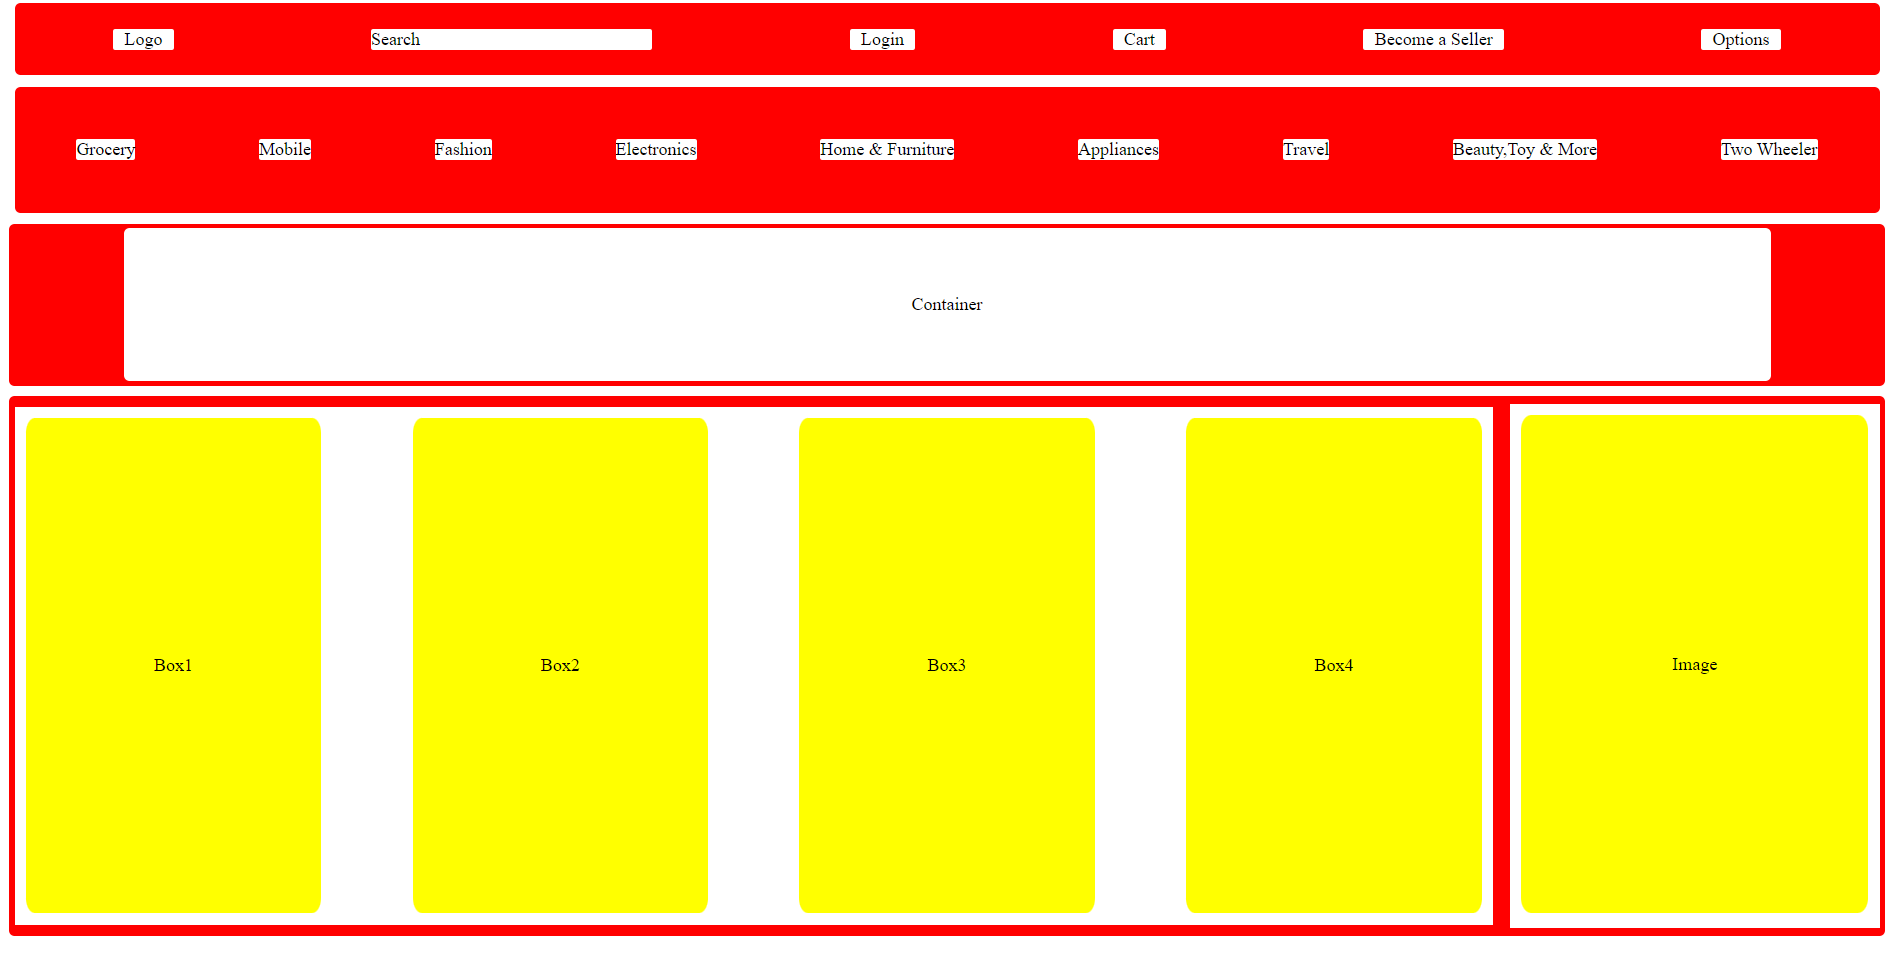 Logo Search Login Cart Become a Seller Options
Grocery Mobile Fashion Electronics Home & Furniture Appliances Travel Beauty,Toy & More Two Wheeler
Container
Box1 Box2 Box3 Box4 Image